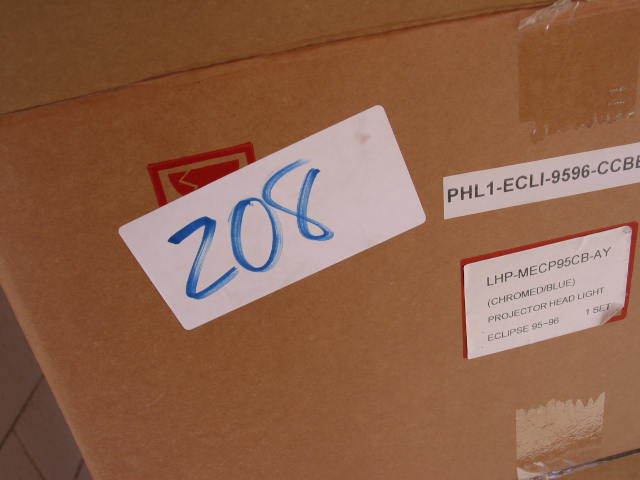 208
PHL1-ECLI-9596-CCBE
LHP-MECP95CB-AY
(CHROMED/BLUE)
PROJECTOR HEAD LIGHT
ECLIPSE 95-96 1 SET